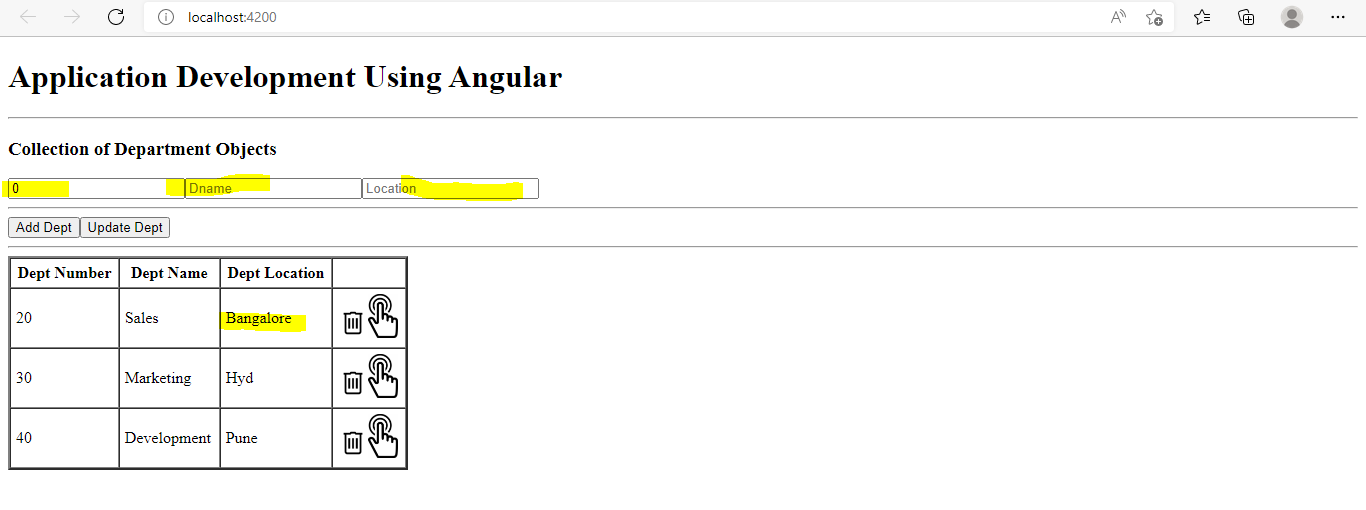 localhost:4200
Application Development Using Angular
Collection of Department Objects
0 Dname Location
Add Dept Update Dept
Dept Number Dept Name Dept Location
20 Sales Bangalore
30 Marketing Hyd
40 Development Pune